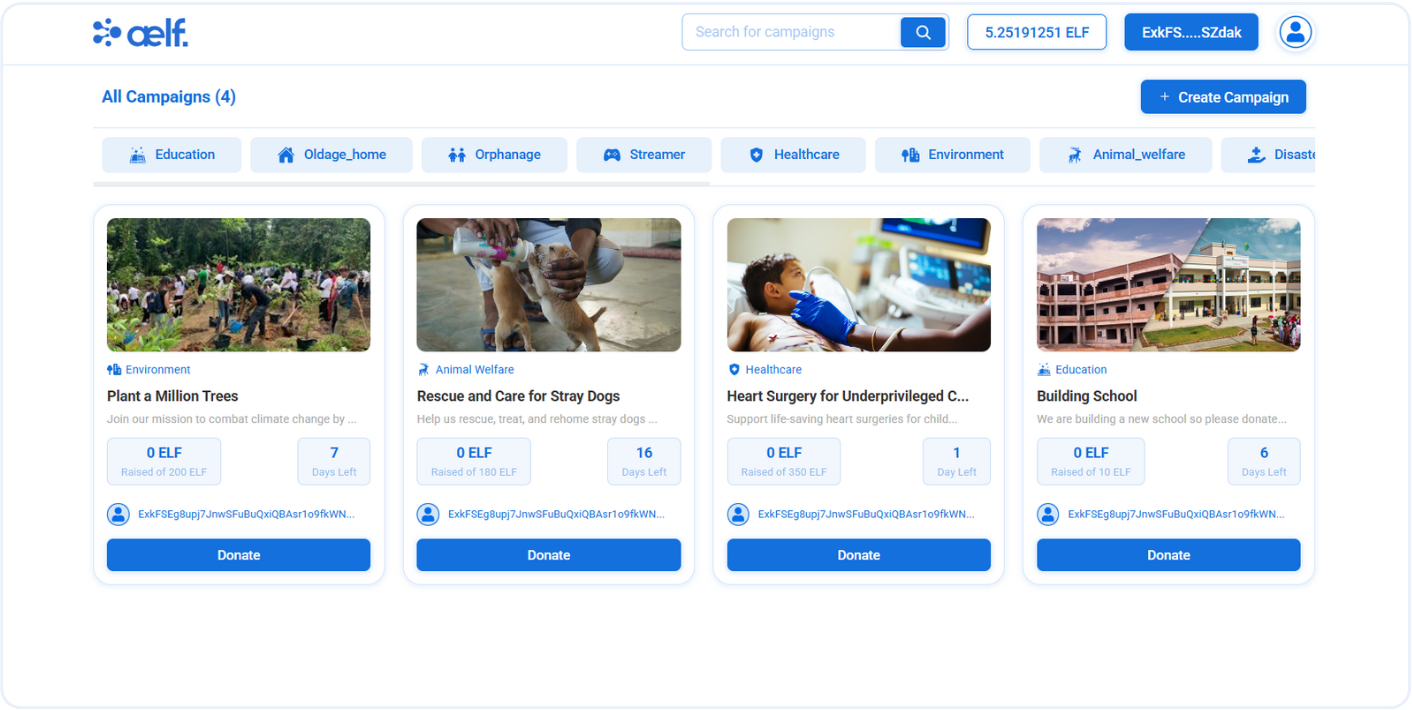 aelf.
Search for campaigns
5.25191251 ELF
ExkFS.....SZdak
All Campaigns (4)
+ Create Campaign
Education
Oldage_home
Orphanage
Streamer
Healthcare
Environment
Animal_welfare
Disaste
Environment
Plant a Million Trees
Join our mission to combat climate change by ...
0 ELF
Raised of 200 ELF
7
Days Left
ExkFSEg8upj7JnwSFuBuQxiQBAsr1o9fkWN...
Donate
Animal Welfare
Rescue and Care for Stray Dogs
Help us rescue, treat, and rehome stray dogs ...
0 ELF
Raised of 180 ELF
16
Days Left
ExkFSEg8upj7JnwSFuBuQxiQBAsr1o9fkWN...
Donate
Healthcare
Heart Surgery for Underprivileged C...
Support life-saving heart surgeries for child...
0 ELF
Raised of 350 ELF
1
Day Left
ExkFSEg8upj7JnwSFuBuQxiQBAsr1o9fkWN...
Donate
Education
Building School
We are building a new school so please donate...
0 ELF
Raised of 10 ELF
6
Days Left
ExkFSEg8upj7JnwSFuBuQxiQBAsr1o9fkWN...
Donate